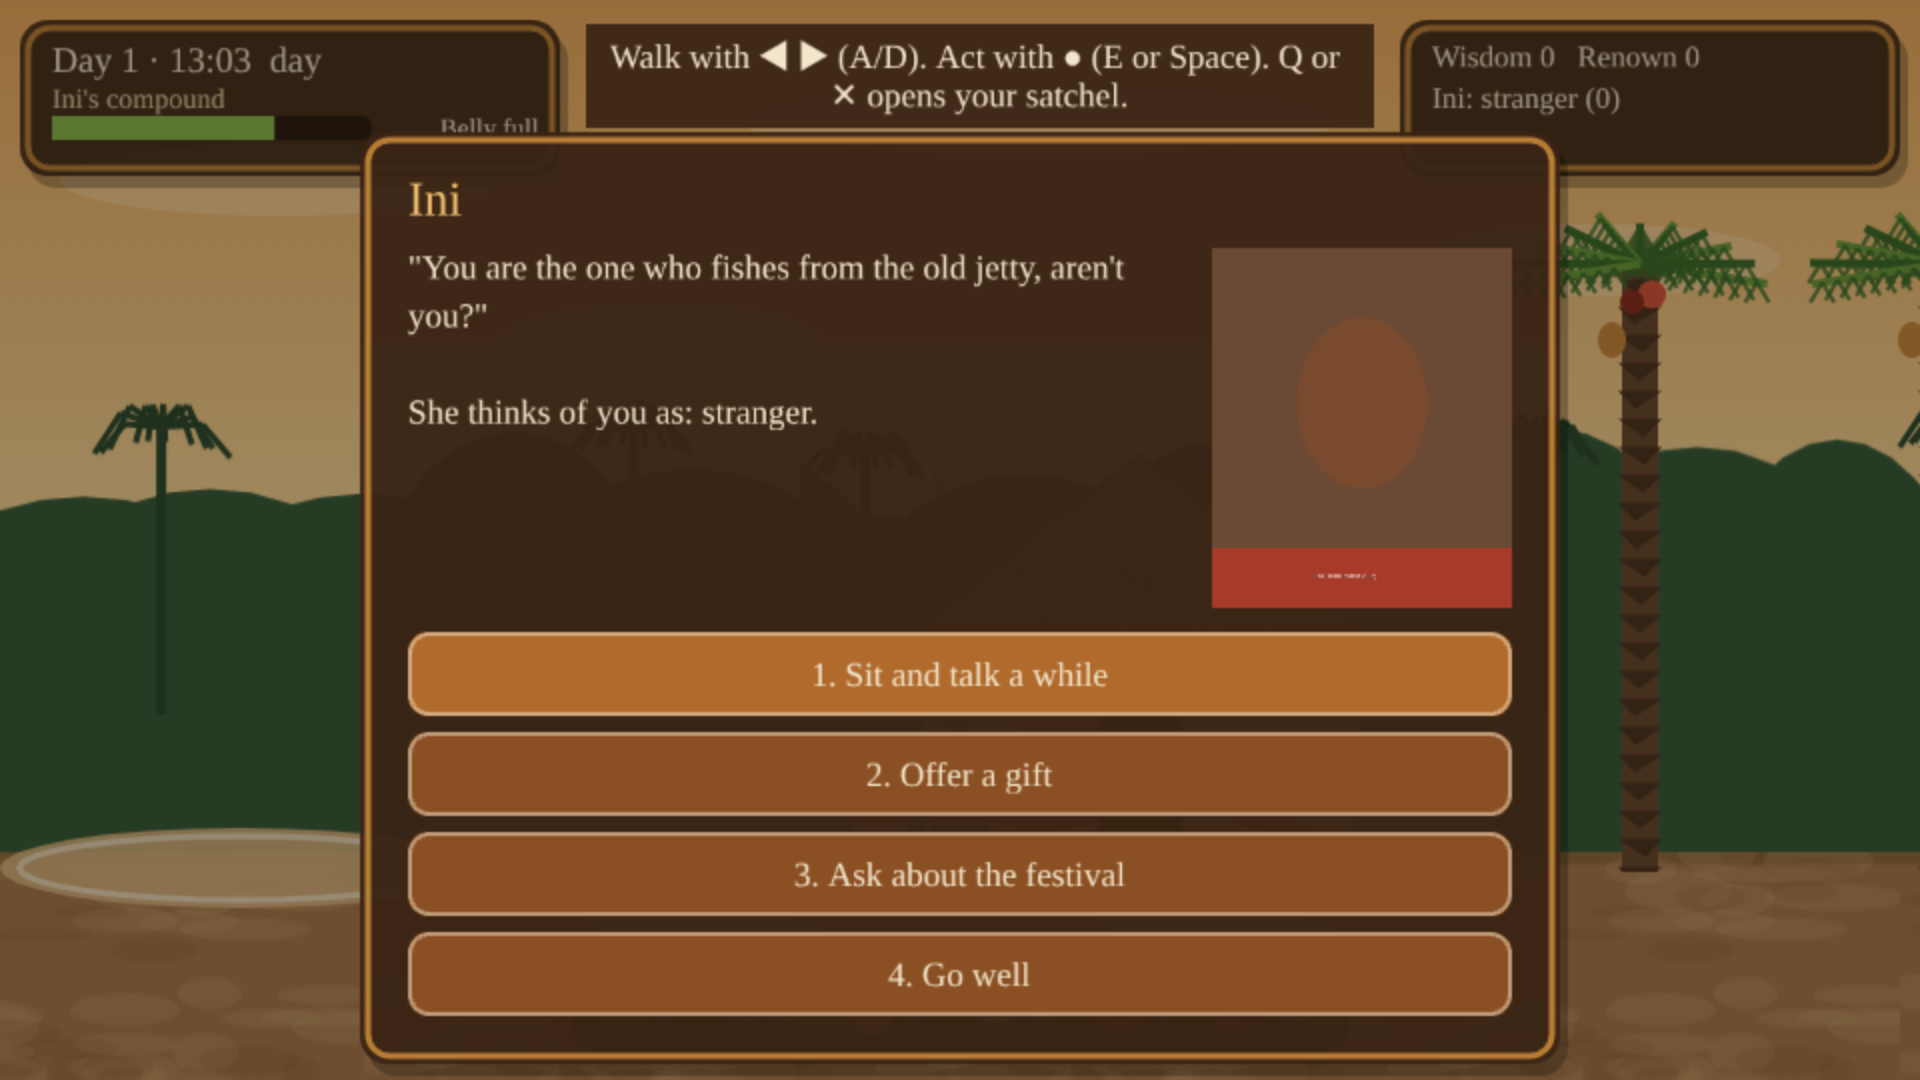 Day 1 · 13:03 day
Ini's compound
Belly full
Walk with ◀ ▶ (A/D). Act with ● (E or Space). Q or
✕ opens your satchel.
Wisdom 0 Renown 0
Ini: stranger (0)
Ini
"You are the one who fishes from the old jetty, aren't
you?"
She thinks of you as: stranger.
1. Sit and talk a while
2. Offer a gift
3. Ask about the festival
4. Go well